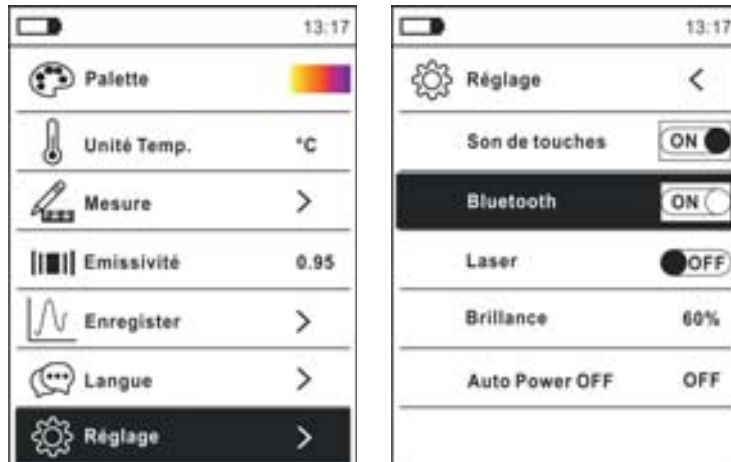 13:17
Palette
Unité Temp. °C
Mesure >
Emissivité 0.95
Enregister >
Langue >
Réglage >
13:17
Réglage <
Son de touches ON
Bluetooth ON
Laser OFF
Brillance 60%
Auto Power OFF OFF